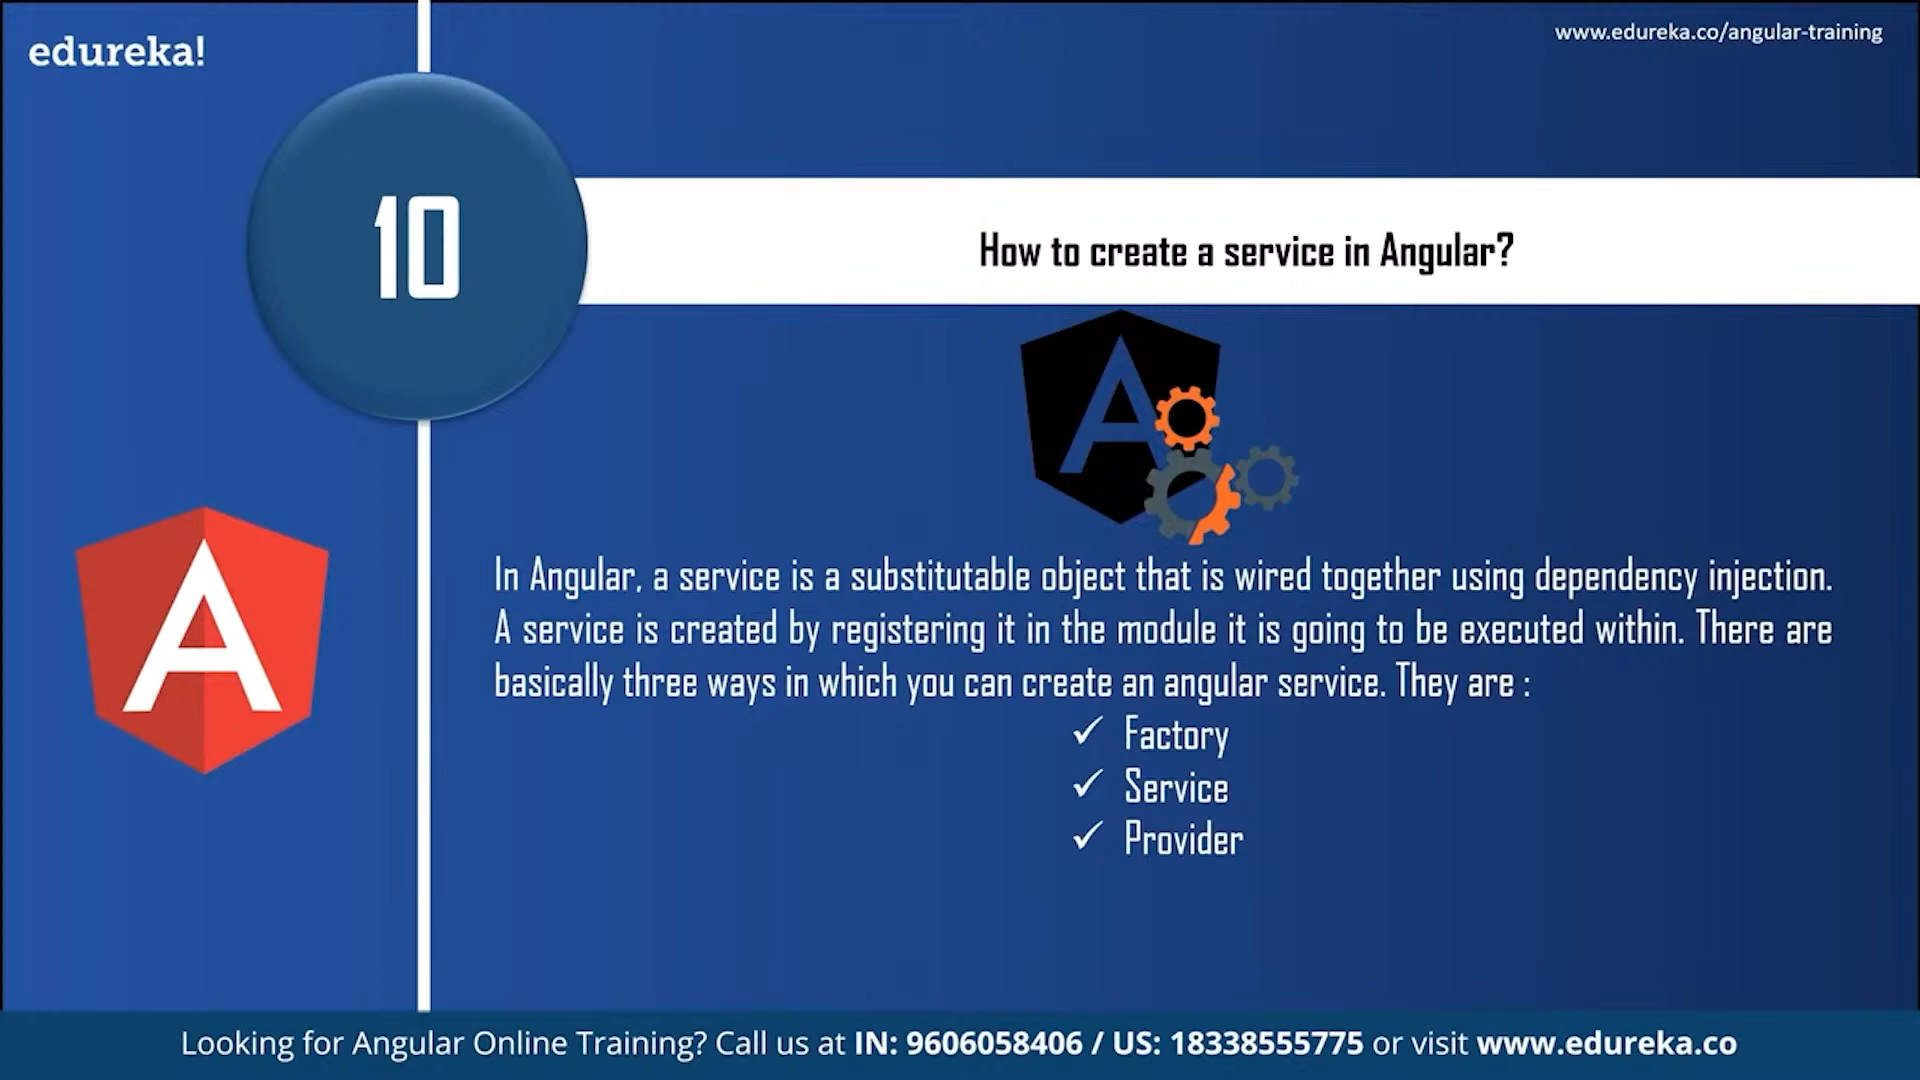 edureka!
www.edureka.co/angular-training
10
How to create a service in Angular?
In Angular, a service is a substitutable object that is wired together using dependency injection.
A service is created by registering it in the module it is going to be executed within. There are
basically three ways in which you can create an angular service. They are :
✓ Factory
✓ Service
✓ Provider
Looking for Angular Online Training? Call us at IN: 9606058406 / US: 18338555775 or visit www.edureka.co